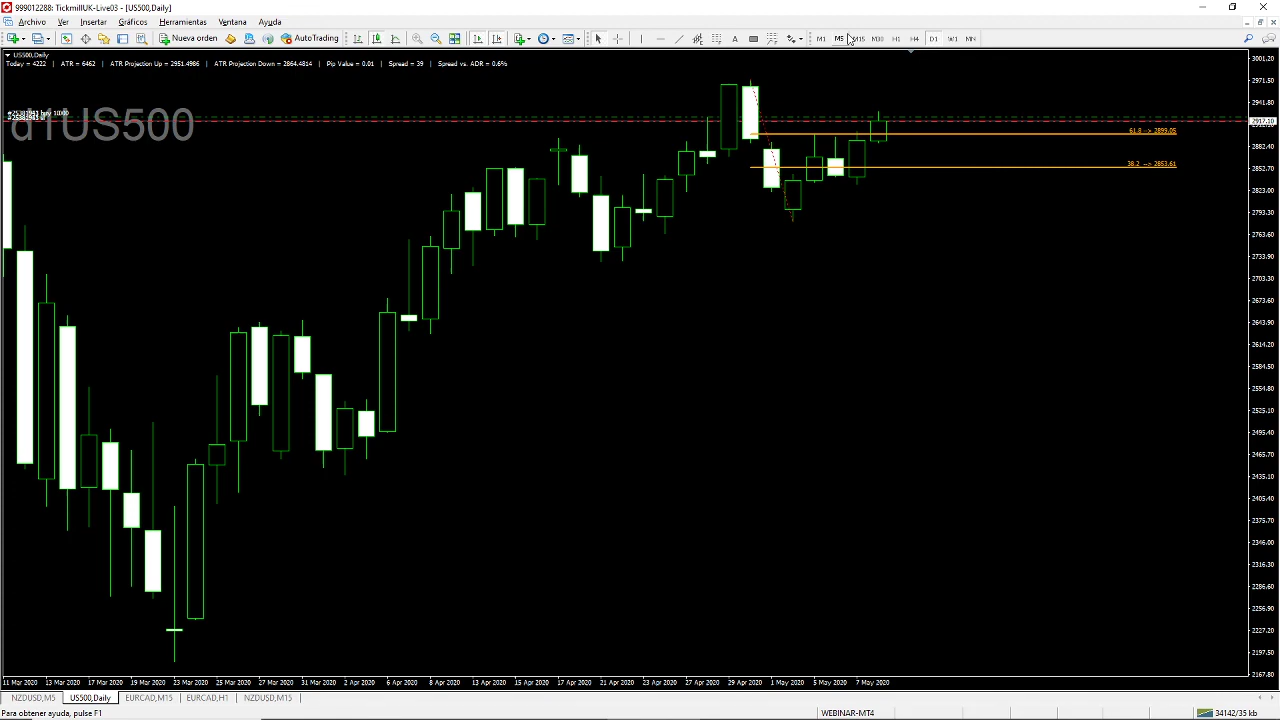 999012288: TickmillUK-Live03 - [US500,Daily]
Archivo Ver Insertar Gráficos Herramientas Ventana Ayuda
Nueva orden AutoTrading M5 M15 M30 H1 H4 D1 W1 MN
US500,Daily
Today = 4222 | ATR = 6462 | ATR Projection Up = 2951.4986 | ATR Projection Down = 2864.4814 | Pip Value = 0.01 | Spread = 39 | Spread vs. ADR = 0.6%
d1US500
61.8 --> 2899.05
38.2 --> 2853.61
3001.20
2971.50
2941.80
2917.10
2882.40
2853.70
2823.00
2793.30
2763.60
2733.90
2703.30
2673.60
2643.90
2614.20
2584.50
2554.80
2525.10
2495.40
2465.70
2435.10
2405.40
2375.70
2346.00
2316.30
2286.60
2256.90
2227.20
2197.50
2167.80
11 Mar 2020 13 Mar 2020 17 Mar 2020 19 Mar 2020 23 Mar 2020 25 Mar 2020 27 Mar 2020 31 Mar 2020 2 Apr 2020 6 Apr 2020 8 Apr 2020 13 Apr 2020 15 Apr 2020 17 Apr 2020 21 Apr 2020 23 Apr 2020 27 Apr 2020 29 Apr 2020 1 May 2020 5 May 2020 7 May 2020
NZDUSD,M5 US500,Daily EURCAD,M15 EURCAD,H1 NZDUSD,M15
Para obtener ayuda, pulse F1 WEBINAR-MT4 34142/35 kb